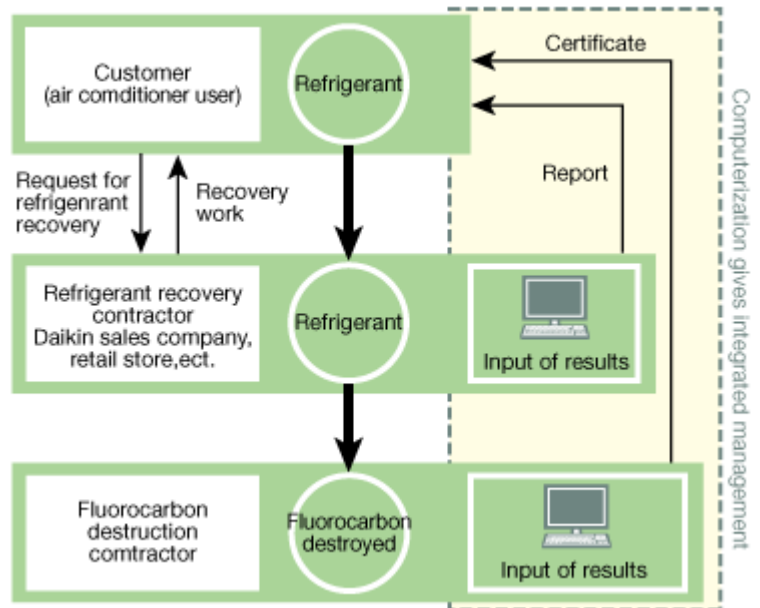 Customer
(air comditioner user)
Refrigerant
Certificate
Report
Request for
refrigenrant
recovery
Recovery
work
Refrigerant recovery
contractor
Daikin sales company,
retail store,ect.
Refrigerant
Input of results
Fluorocarbon
destruction
comtractor
Fluorocarbon
destroyed
Input of results
Computerization gives integrated management